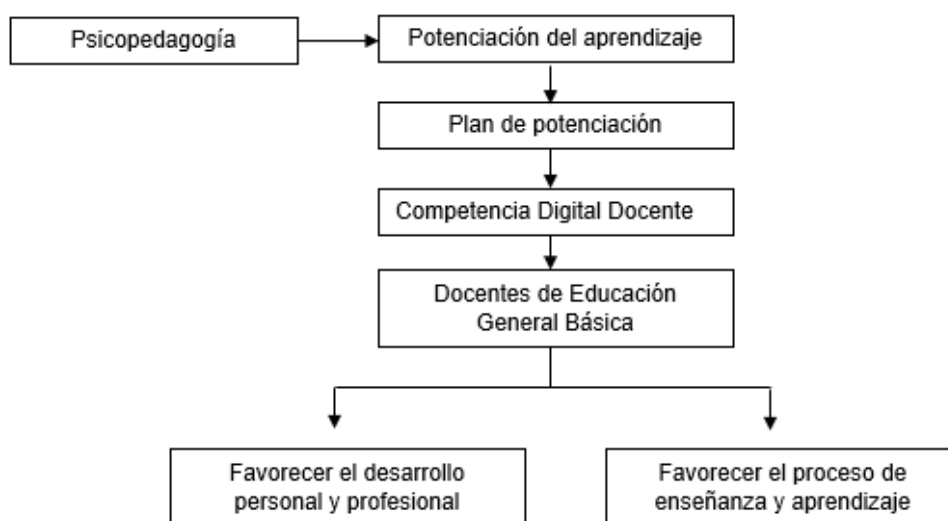 Psicopedagogía
Potenciación del aprendizaje
Plan de potenciación
Competencia Digital Docente
Docentes de Educación
General Básica
Favorecer el desarrollo
personal y profesional
Favorecer el proceso de
enseñanza y aprendizaje